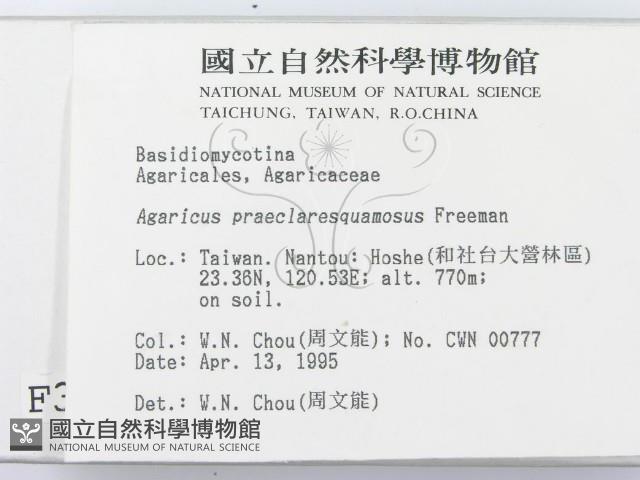 國立自然科學博物館
NATIONAL MUSEUM OF NATURAL SCIENCE
TAICHUNG, TAIWAN, R.O.CHINA
Basidiomycotina
Agaricales, Agaricaceae
Agaricus praeclaresquamosus Freeman
Loc.: Taiwan. Nantou: Hoshe(和社台大營林區)
23.36N, 120.53E; alt. 770m;
on soil.
Col.: W.N. Chou(周文能); No. CWN 00777
Date: Apr. 13, 1995
Det.: W.N. Chou(周文能)
國立自然科學博物館
NATIONAL MUSEUM OF NATURAL SCIENCE